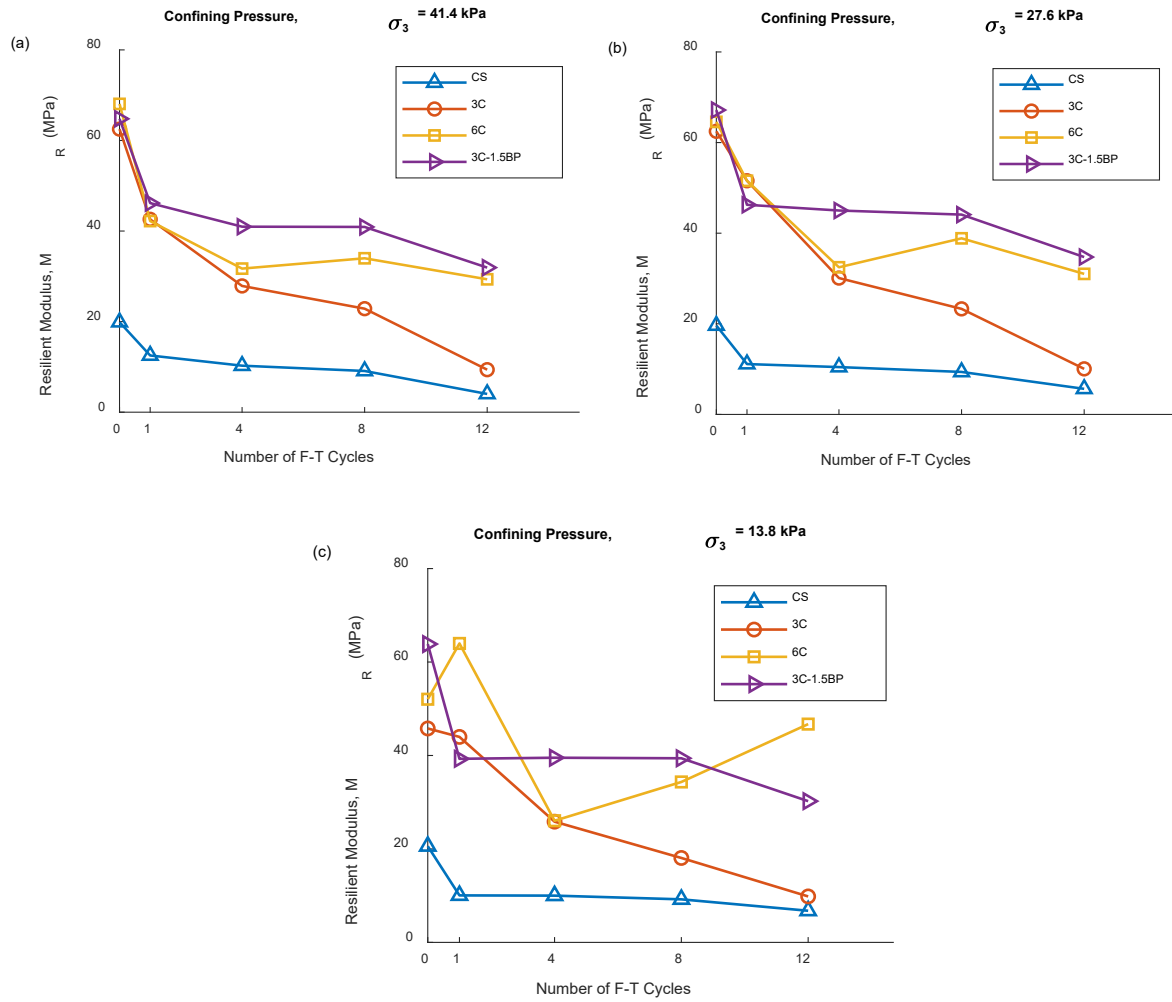 (a)
Confining Pressure, σ₃ = 41.4 kPa
80
60
40
20
0
Resilient Modulus, M R (MPa)
CS
3C
6C
3C-1.5BP
0 1 4 8 12
Number of F-T Cycles
(b)
Confining Pressure, σ₃ = 27.6 kPa
80
60
40
20
0
Resilient Modulus, M R (MPa)
CS
3C
6C
3C-1.5BP
0 1 4 8 12
Number of F-T Cycles
(c)
Confining Pressure, σ₃ = 13.8 kPa
80
60
40
20
0
Resilient Modulus, M R (MPa)
CS
3C
6C
3C-1.5BP
0 1 4 8 12
Number of F-T Cycles